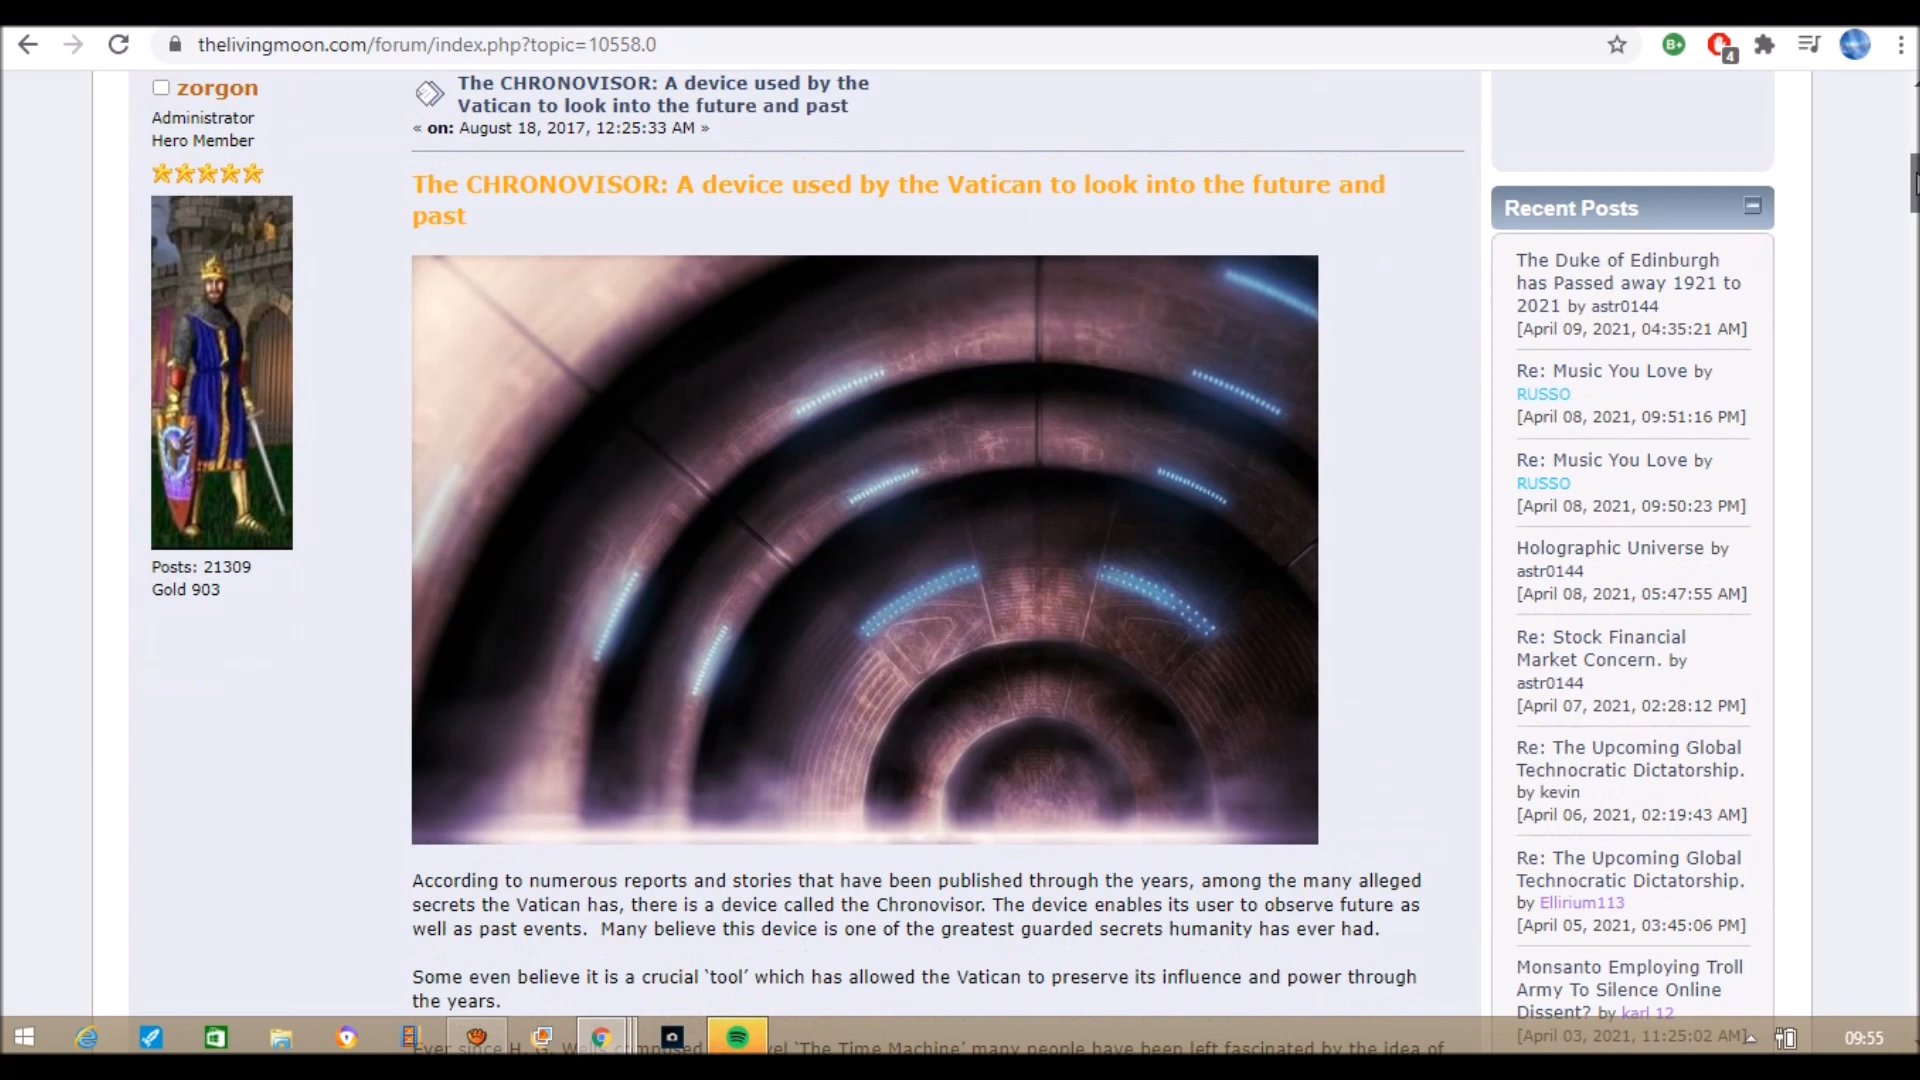 thelivingmoon.com/forum/index.php?topic=10558.0
B+
4
zorgon
Administrator
Hero Member
Posts: 21309
Gold 903
The CHRONOVISOR: A device used by the
Vatican to look into the future and past
« on: August 18, 2017, 12:25:33 AM »
The CHRONOVISOR: A device used by the Vatican to look into the future and
past
According to numerous reports and stories that have been published through the years, among the many alleged
secrets the Vatican has, there is a device called the Chronovisor. The device enables its user to observe future as
well as past events.  Many believe this device is one of the greatest guarded secrets humanity has ever had.
Some even believe it is a crucial ‘tool’ which has allowed the Vatican to preserve its influence and power through
the years.
Ever since H. G. Wells composed ‘The Time Machine’ many people have been left fascinated by the idea of
Recent Posts
The Duke of Edinburgh
has Passed away 1921 to
2021 by astr0144
[April 09, 2021, 04:35:21 AM]
Re: Music You Love by
RUSSO
[April 08, 2021, 09:51:16 PM]
Re: Music You Love by
RUSSO
[April 08, 2021, 09:50:23 PM]
Holographic Universe by
astr0144
[April 08, 2021, 05:47:55 AM]
Re: Stock Financial
Market Concern. by
astr0144
[April 07, 2021, 02:28:12 PM]
Re: The Upcoming Global
Technocratic Dictatorship.
by kevin
[April 06, 2021, 02:19:43 AM]
Re: The Upcoming Global
Technocratic Dictatorship.
by Ellirium113
[April 05, 2021, 03:45:06 PM]
Monsanto Employing Troll
Army To Silence Online
Dissent? by karl 12
[April 03, 2021, 11:25:02 AM]
09:55